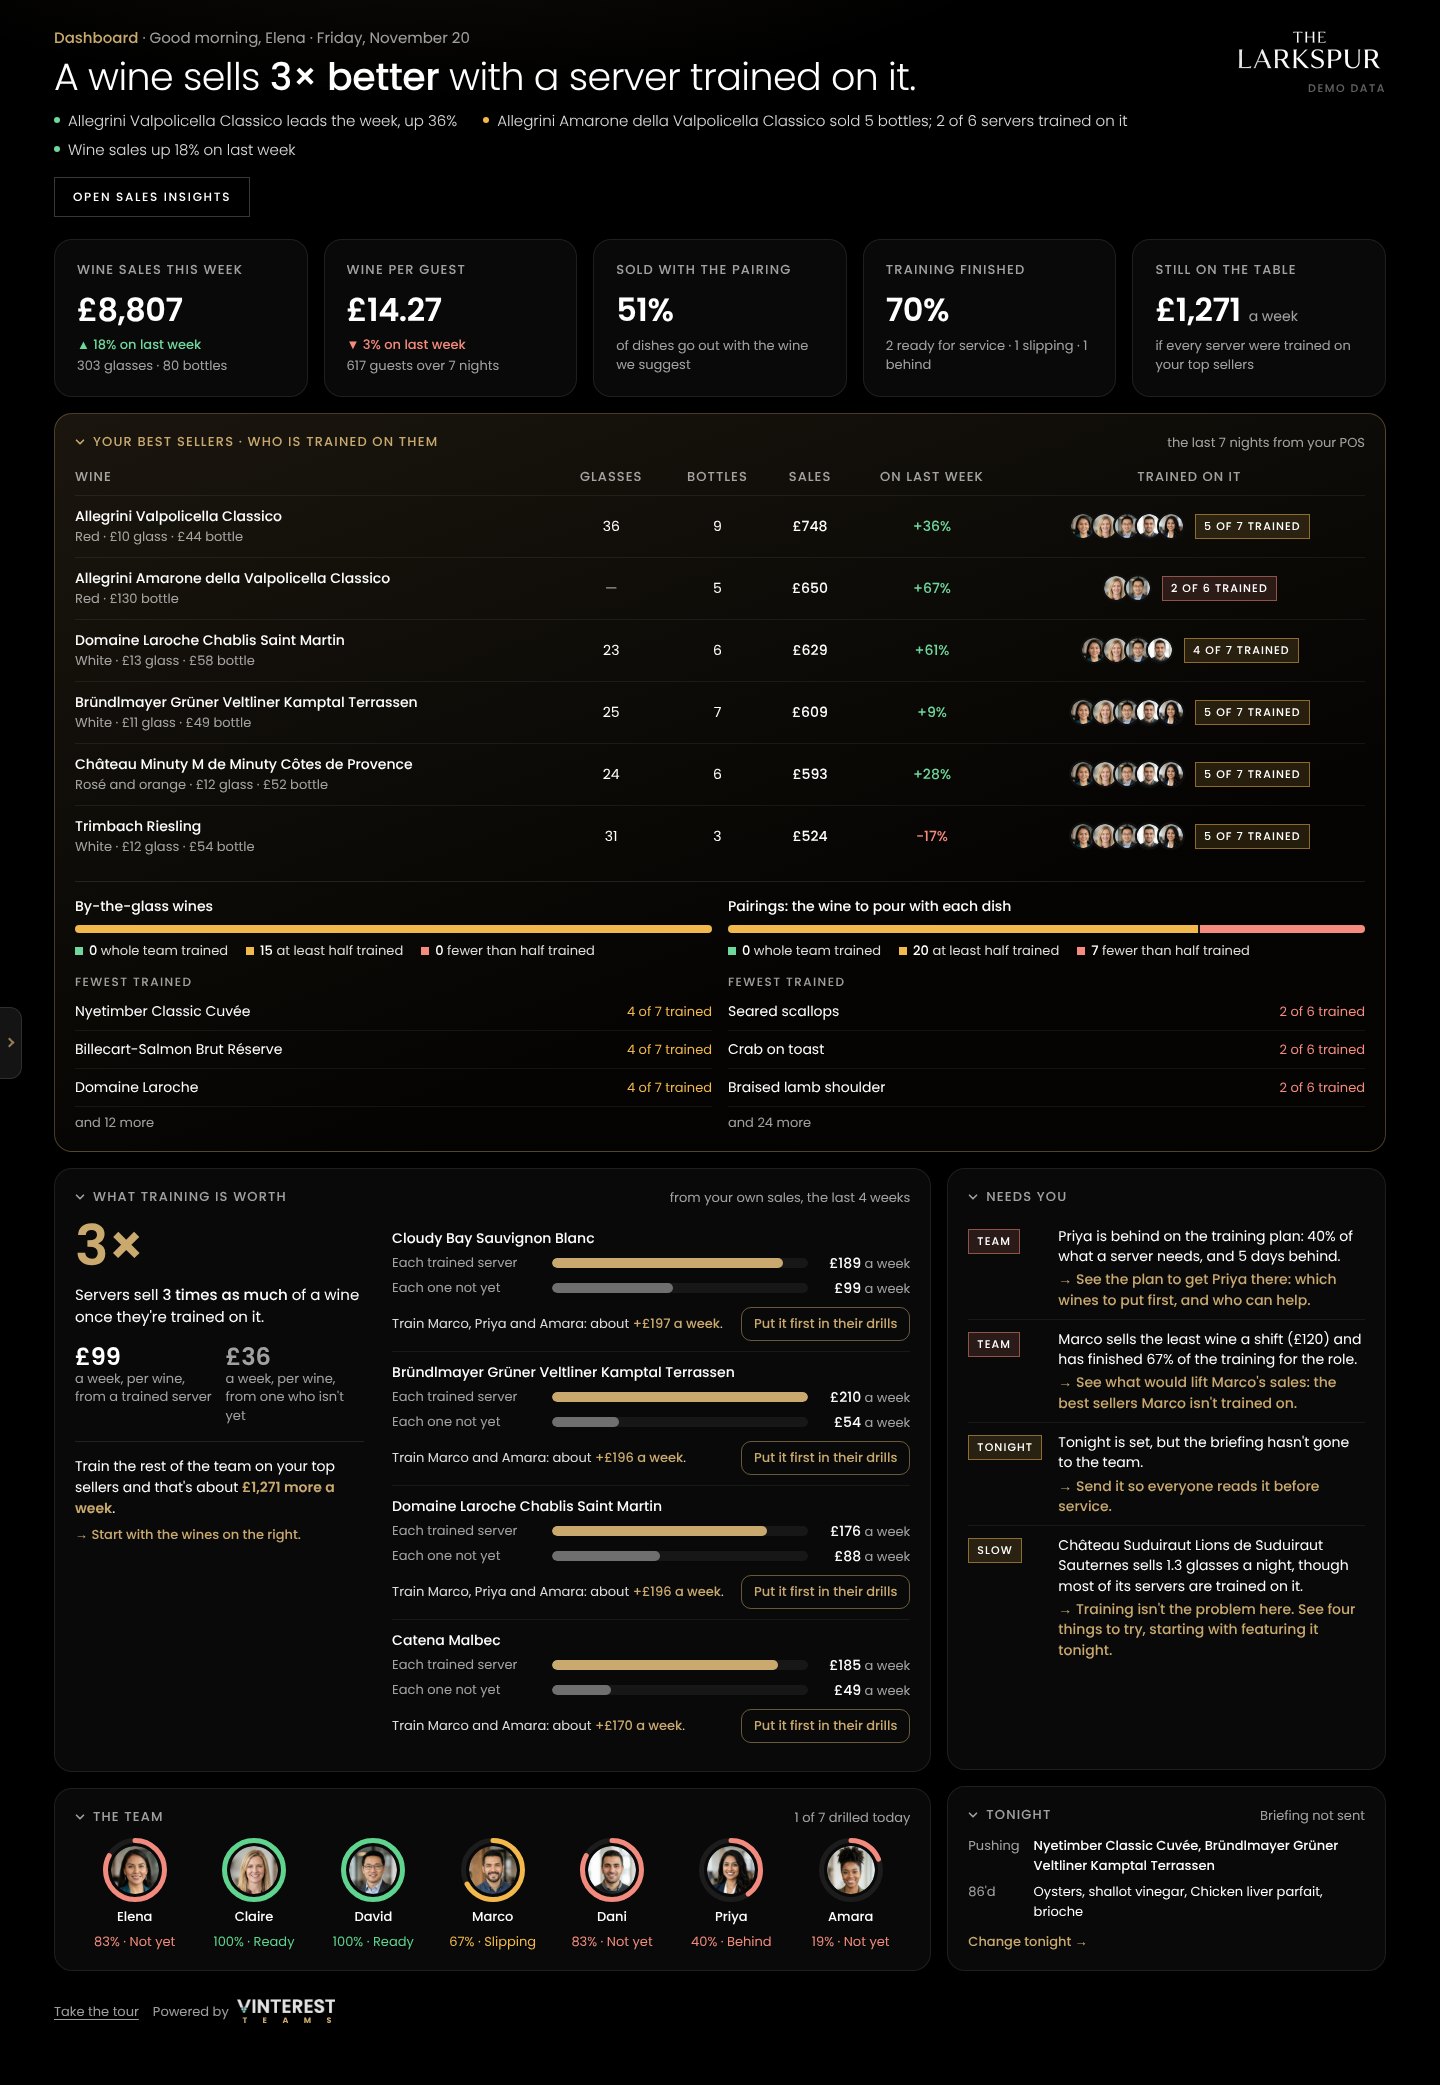 Dashboard · Good morning, Elena · Friday, November 20
THE
LARKSPUR
DEMO DATA
A wine sells 3× better with a server trained on it.
Allegrini Valpolicella Classico leads the week, up 36%
Allegrini Amarone della Valpolicella Classico sold 5 bottles; 2 of 6 servers trained on it
Wine sales up 18% on last week
OPEN SALES INSIGHTS
WINE SALES THIS WEEK
£8,807
▲ 18% on last week
303 glasses · 80 bottles
WINE PER GUEST
£14.27
▼ 3% on last week
617 guests over 7 nights
SOLD WITH THE PAIRING
51%
of dishes go out with the wine
we suggest
TRAINING FINISHED
70%
2 ready for service · 1 slipping · 1
behind
STILL ON THE TABLE
£1,271 a week
if every server were trained on
your top sellers
YOUR BEST SELLERS · WHO IS TRAINED ON THEM
the last 7 nights from your POS
WINE GLASSES BOTTLES SALES ON LAST WEEK TRAINED ON IT
Allegrini Valpolicella Classico
Red · £10 glass · £44 bottle
36 9 £748 +36% 5 OF 7 TRAINED
Allegrini Amarone della Valpolicella Classico
Red · £130 bottle
— 5 £650 +67% 2 OF 6 TRAINED
Domaine Laroche Chablis Saint Martin
White · £13 glass · £58 bottle
23 6 £629 +61% 4 OF 7 TRAINED
Bründlmayer Grüner Veltliner Kamptal Terrassen
White · £11 glass · £49 bottle
25 7 £609 +9% 5 OF 7 TRAINED
Château Minuty M de Minuty Côtes de Provence
Rosé and orange · £12 glass · £52 bottle
24 6 £593 +28% 5 OF 7 TRAINED
Trimbach Riesling
White · £12 glass · £54 bottle
31 3 £524 -17% 5 OF 7 TRAINED
By-the-glass wines
0 whole team trained 15 at least half trained 0 fewer than half trained
FEWEST TRAINED
Nyetimber Classic Cuvée 4 of 7 trained
Billecart-Salmon Brut Réserve 4 of 7 trained
Domaine Laroche 4 of 7 trained
and 12 more
Pairings: the wine to pour with each dish
0 whole team trained 20 at least half trained 7 fewer than half trained
FEWEST TRAINED
Seared scallops 2 of 6 trained
Crab on toast 2 of 6 trained
Braised lamb shoulder 2 of 6 trained
and 24 more
WHAT TRAINING IS WORTH
from your own sales, the last 4 weeks
3×
Servers sell 3 times as much of a wine
once they're trained on it.
£99
a week, per wine,
from a trained server
£36
a week, per wine,
from one who isn't
yet
Train the rest of the team on your top
sellers and that's about £1,271 more a
week.
→ Start with the wines on the right.
Cloudy Bay Sauvignon Blanc
Each trained server £189 a week
Each one not yet £99 a week
Train Marco, Priya and Amara: about +£197 a week. Put it first in their drills
Bründlmayer Grüner Veltliner Kamptal Terrassen
Each trained server £210 a week
Each one not yet £54 a week
Train Marco and Amara: about +£196 a week. Put it first in their drills
Domaine Laroche Chablis Saint Martin
Each trained server £176 a week
Each one not yet £88 a week
Train Marco, Priya and Amara: about +£196 a week. Put it first in their drills
Catena Malbec
Each trained server £185 a week
Each one not yet £49 a week
Train Marco and Amara: about +£170 a week. Put it first in their drills
NEEDS YOU
TEAM
Priya is behind on the training plan: 40% of
what a server needs, and 5 days behind.
→ See the plan to get Priya there: which
wines to put first, and who can help.
TEAM
Marco sells the least wine a shift (£120) and
has finished 67% of the training for the role.
→ See what would lift Marco's sales: the
best sellers Marco isn't trained on.
TONIGHT
Tonight is set, but the briefing hasn't gone
to the team.
→ Send it so everyone reads it before
service.
SLOW
Château Suduiraut Lions de Suduiraut
Sauternes sells 1.3 glasses a night, though
most of its servers are trained on it.
→ Training isn't the problem here. See four
things to try, starting with featuring it
tonight.
THE TEAM
1 of 7 drilled today
Elena Claire David Marco Dani Priya Amara
83% · Not yet 100% · Ready 100% · Ready 67% · Slipping 83% · Not yet 40% · Behind 19% · Not yet
TONIGHT
Briefing not sent
Pushing Nyetimber Classic Cuvée, Bründlmayer Grüner
Veltliner Kamptal Terrassen
86'd Oysters, shallot vinegar, Chicken liver parfait,
brioche
Change tonight →
Take the tour Powered by VINTEREST
TEAMS